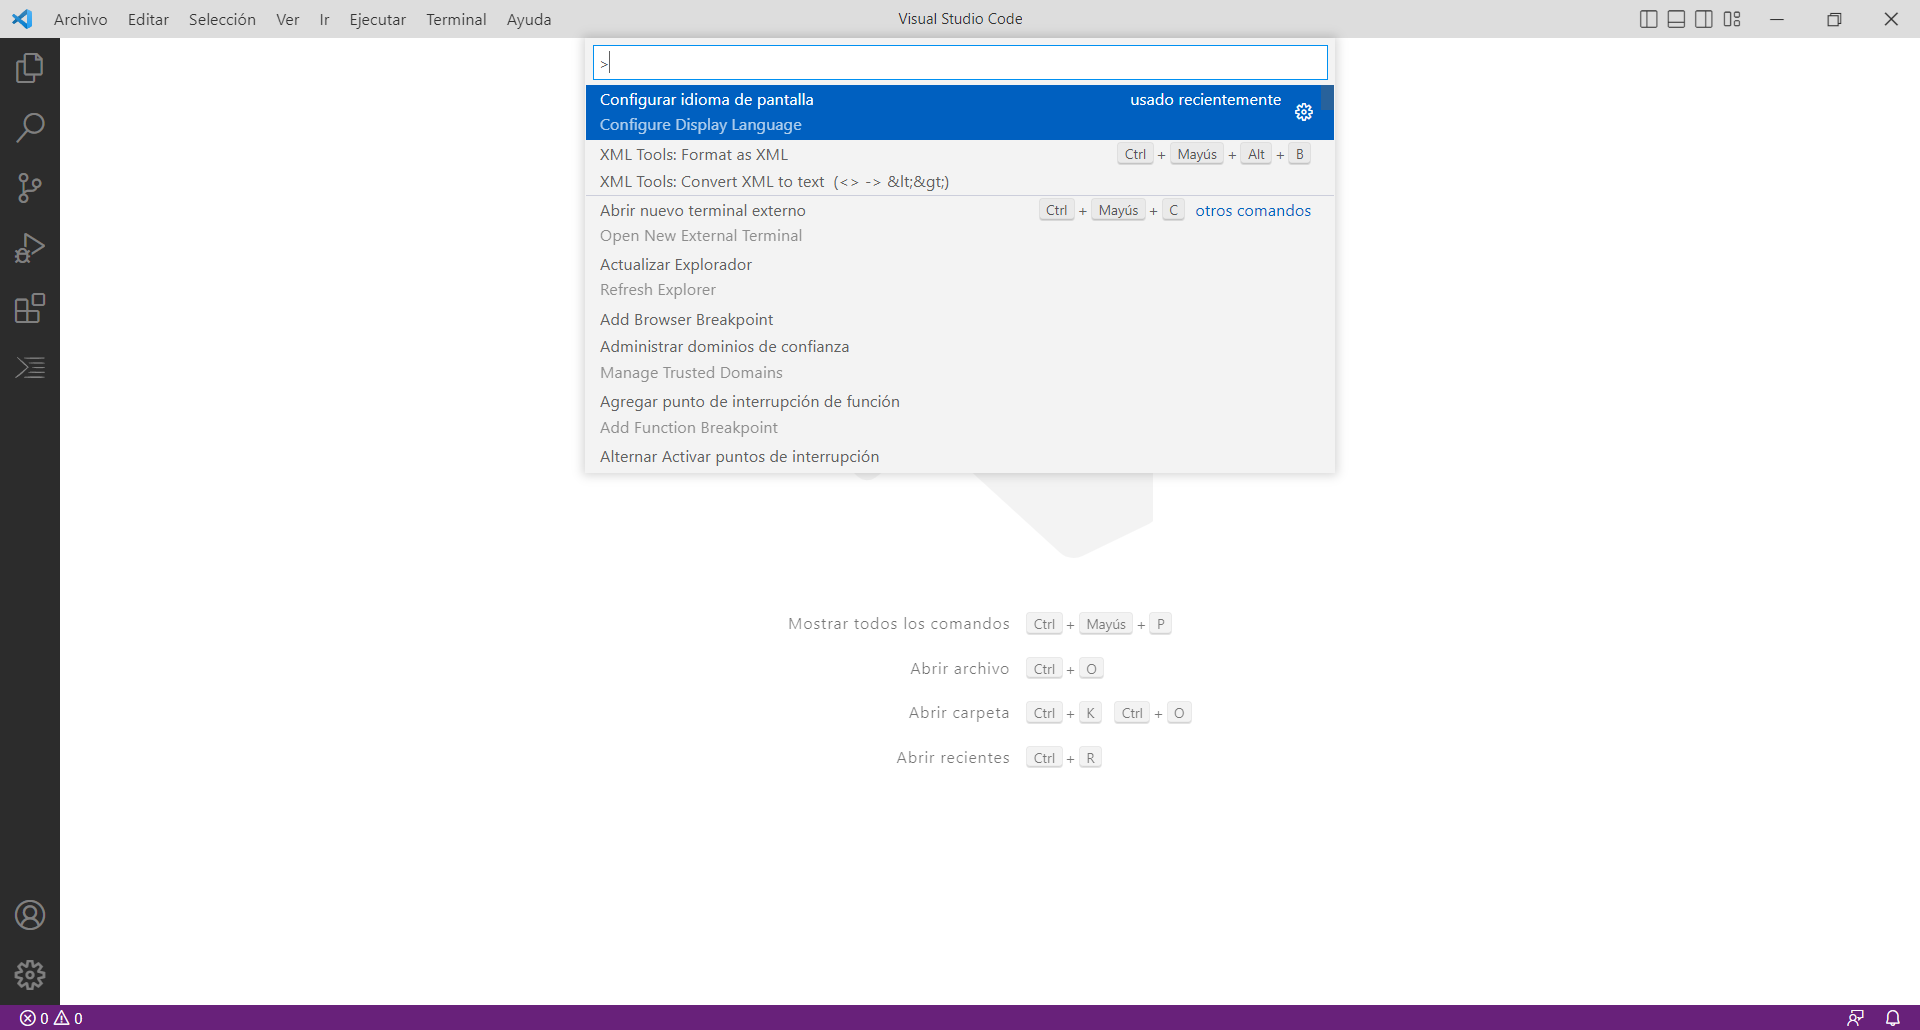 Archivo Editar Selección Ver Ir Ejecutar Terminal Ayuda Visual Studio Code
>
Configurar idioma de pantalla usado recientemente
Configure Display Language
XML Tools: Format as XML Ctrl + Mayús + Alt + B
XML Tools: Convert XML to text (<> -> &lt;&gt;)
Abrir nuevo terminal externo Ctrl + Mayús + C otros comandos
Open New External Terminal
Actualizar Explorador
Refresh Explorer
Add Browser Breakpoint
Administrar dominios de confianza
Manage Trusted Domains
Agregar punto de interrupción de función
Add Function Breakpoint
Alternar Activar puntos de interrupción
Mostrar todos los comandos Ctrl + Mayús + P
Abrir archivo Ctrl + O
Abrir carpeta Ctrl + K Ctrl + O
Abrir recientes Ctrl + R
0 0